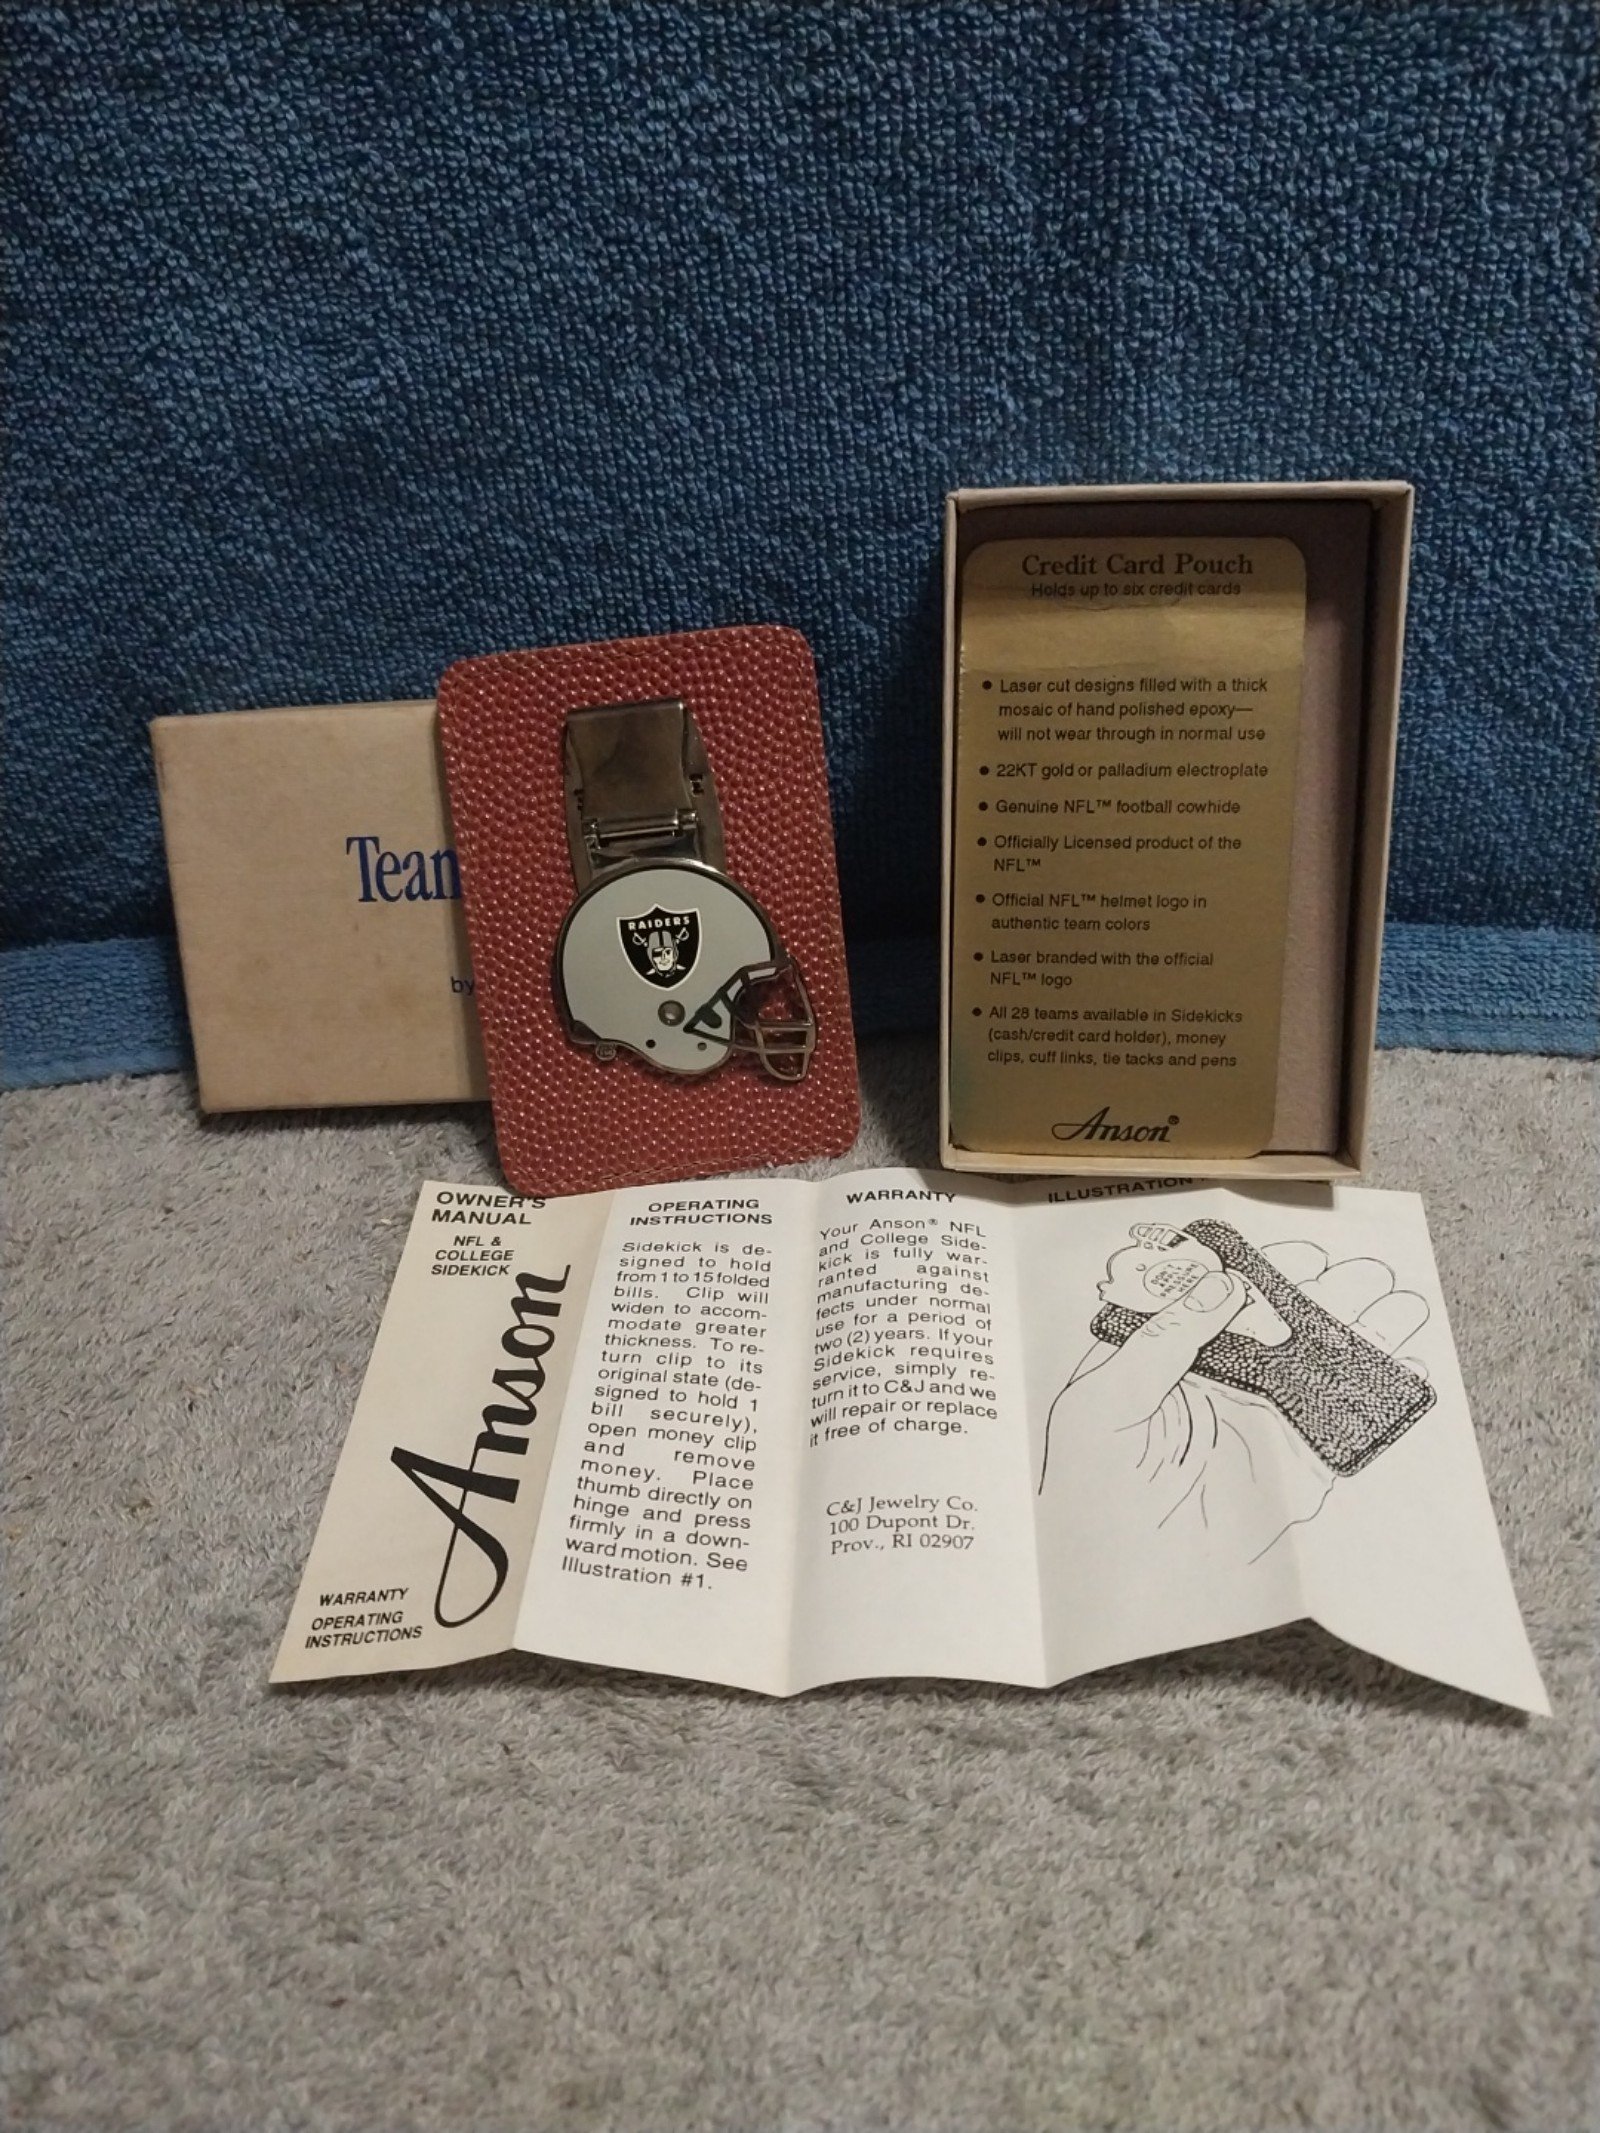 Team
by
RAIDERS
Credit Card Pouch
Holds up to six credit cards
● Laser cut designs filled with a thick
mosaic of hand polished epoxy—
will not wear through in normal use
● 22KT gold or palladium electroplate
● Genuine NFL™ football cowhide
● Officially Licensed product of the
NFL™
● Official NFL™ helmet logo in
authentic team colors
● Laser branded with the official
NFL™ logo
● All 28 teams available in Sidekicks
(cash/credit card holder), money
clips, cuff links, tie tacks and pens
Anson®
OWNER'S
MANUAL
NFL &
COLLEGE
SIDEKICK
Anson
WARRANTY
OPERATING
INSTRUCTIONS
OPERATING
INSTRUCTIONS
Sidekick is de-
signed to hold
from 1 to 15 folded
bills. Clip will
widen to accom-
modate greater
thickness. To re-
turn clip to its
original state (de-
signed to hold 1
bill securely),
open money clip
and remove
money. Place
thumb directly on
hinge and press
firmly in a down-
ward motion. See
Illustration #1.
WARRANTY
Your Anson® NFL
and College Side-
kick is fully war-
ranted against
manufacturing de-
fects under normal
use for a period of
two (2) years. If your
Sidekick requires
service, simply re-
turn it to C&J and we
will repair or replace
it free of charge.
C&J Jewelry Co.
100 Dupont Dr.
Prov., RI 02907
ILLUSTRATION
DON'T
APPLY
PRESSURE
HERE